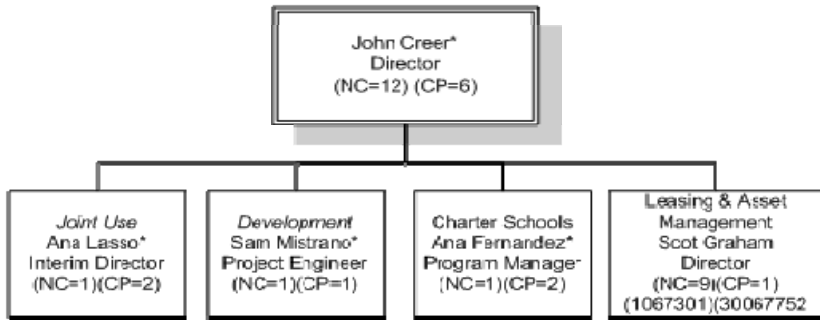 John Creer*
Director
(NC=12) (CP=6)
Joint Use
Ana Lasso*
Interim Director
(NC=1)(CP=2)
Development
Sam Mistrano*
Project Engineer
(NC=1)(CP=1)
Charter Schools
Ana Fernandez*
Program Manager
(NC=1)(CP=2)
Leasing & Asset
Management
Scot Graham
Director
(NC=9)(CP=1)
(1067301)(30067752